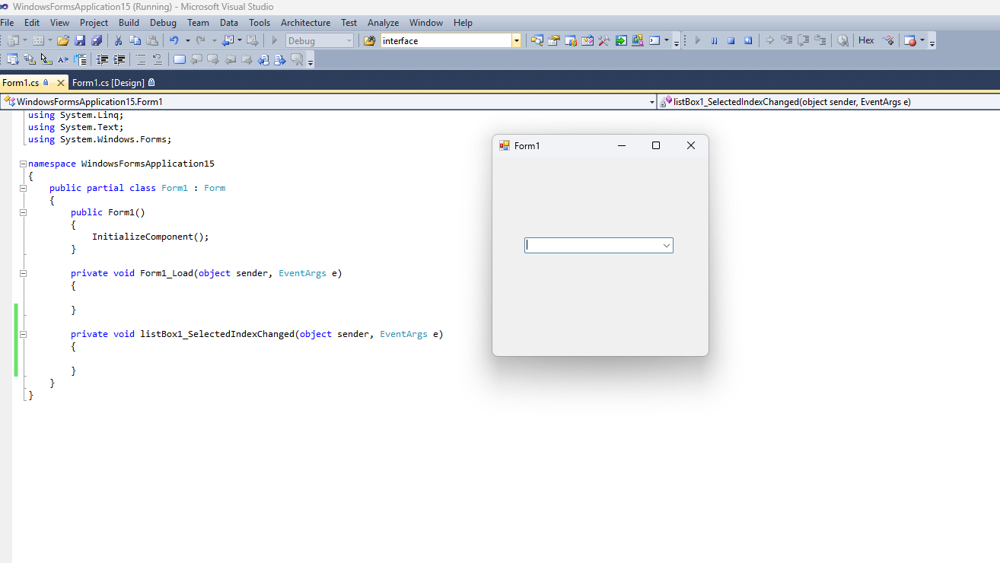 WindowsFormsApplication15 (Running) - Microsoft Visual Studio
File Edit View Project Build Debug Team Data Tools Architecture Test Analyze Window Help
Debug interface Hex
Form1.cs Form1.cs [Design]
WindowsFormsApplication15.Form1 listBox1_SelectedIndexChanged(object sender, EventArgs e)
using System.Linq;
using System.Text;
using System.Windows.Forms;
namespace WindowsFormsApplication15
{
public partial class Form1 : Form
{
public Form1()
{
InitializeComponent();
}
private void Form1_Load(object sender, EventArgs e)
{
}
private void listBox1_SelectedIndexChanged(object sender, EventArgs e)
{
}
}
}
Form1